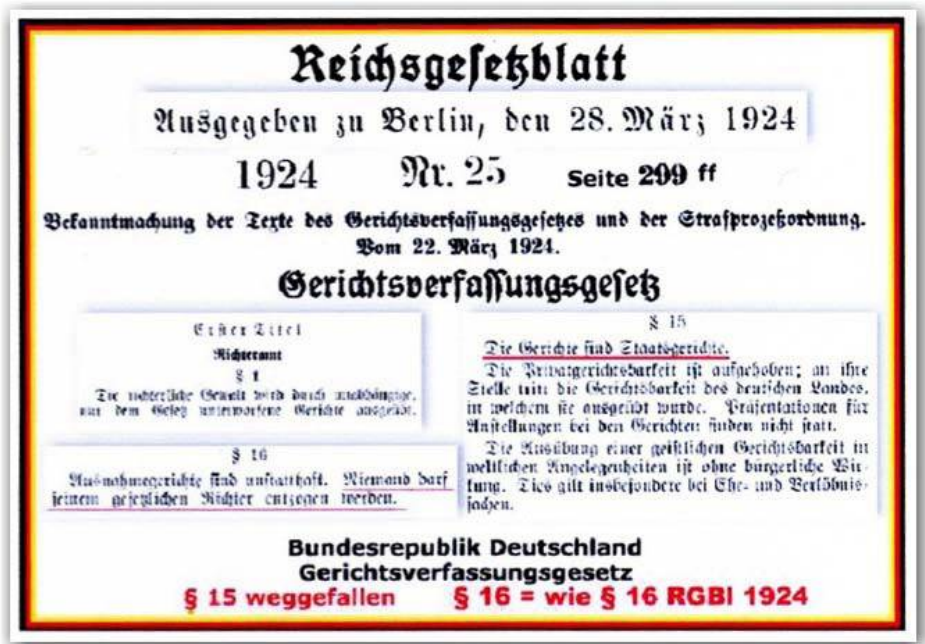 Reichsgesetzblatt
Ausgegeben zu Berlin, den 28. März 1924
1924 Nr. 25 Seite 299 ff
Bekanntmachung der Texte des Gerichtsverfassungsgesetzes und der Strafprozeßordnung.
Vom 22. März 1924.
Gerichtsverfassungsgesetz
Erster Titel
Richteramt
§ 1
Die richterliche Gewalt wird durch unabhängige,
nur dem Gesetz unterworfene Gerichte ausgeübt.
§ 16
Ausnahmegerichte sind unstatthaft. Niemand darf
seinem gesetzlichen Richter entzogen werden.
§ 15
Die Gerichte sind Staatsgerichte.
Die Privatgerichtsbarkeit ist aufgehoben; an ihre
Stelle tritt die Gerichtsbarkeit des deutschen Landes,
in welchem sie ausgeübt wurde. Präsentationen für
Anstellungen bei den Gerichten finden nicht statt.
Die Ausübung einer geistlichen Gerichtsbarkeit in
weltlichen Angelegenheiten ist ohne bürgerliche Wir-
kung. Dies gilt insbesondere bei Ehe- und Verlöbnis-
sachen.
Bundesrepublik Deutschland
Gerichtsverfassungsgesetz
§ 15 weggefallen § 16 = wie § 16 RGBl 1924